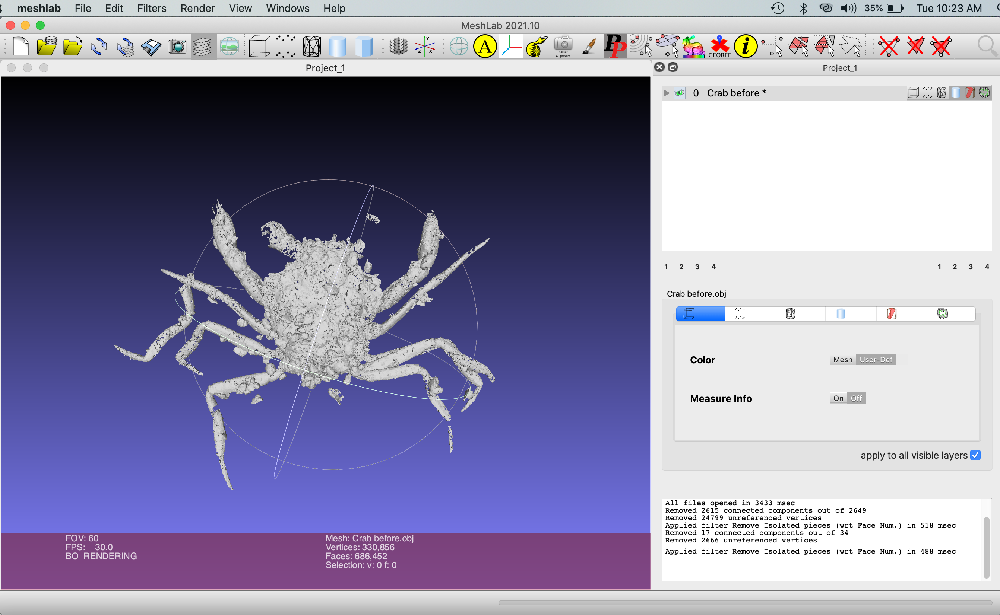 meshlab File Edit Filters Render View Windows Help 35% Tue 10:23 AM
MeshLab 2021.10
Y
Z X
A
Raster
Alignment
PP
GEOREF
i
Project_1
Project_1
0 Crab before *
1 2 3 4 1 2 3 4
Crab before.obj
Color Mesh User-Def
Measure Info On Off
apply to all visible layers
All files opened in 3433 msec
Removed 2615 connected components out of 2649
Removed 24799 unreferenced vertices
Applied filter Remove Isolated pieces (wrt Face Num.) in 518 msec
Removed 17 connected components out of 34
Removed 2666 unreferenced vertices
Applied filter Remove Isolated pieces (wrt Face Num.) in 488 msec
FOV: 60
FPS: 30.0
BO_RENDERING
Mesh: Crab before.obj
Vertices: 330,856
Faces: 686,452
Selection: v: 0 f: 0